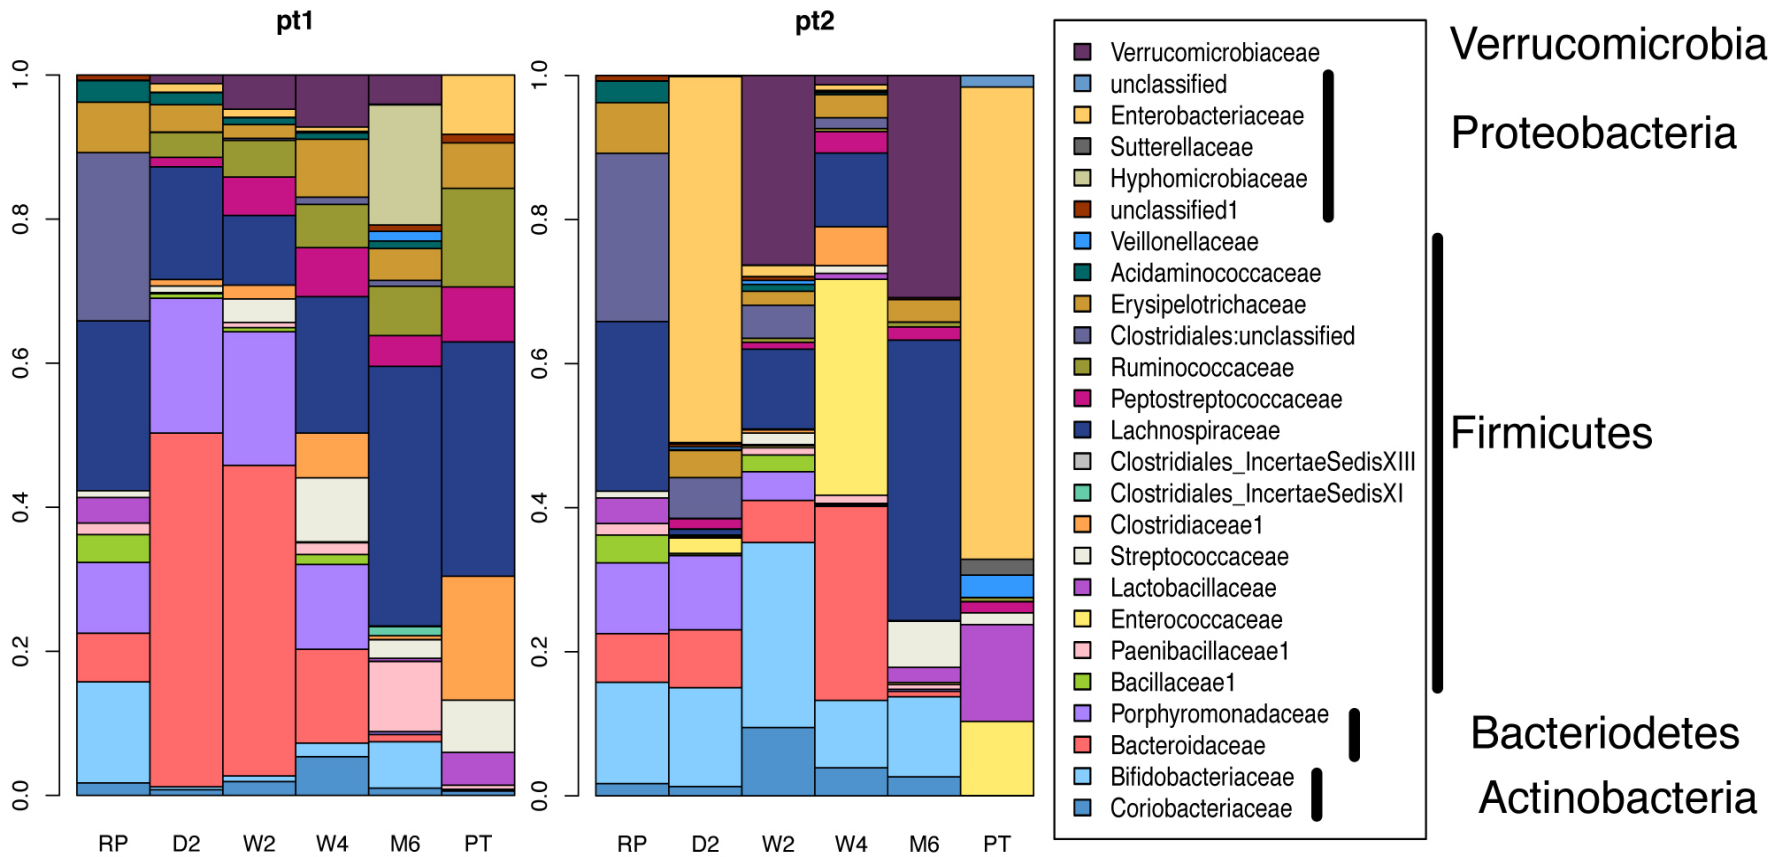 pt1
1.0
0.8
0.6
0.4
0.2
0.0
RP D2 W2 W4 M6 PT
pt2
1.0
0.8
0.6
0.4
0.2
0.0
RP D2 W2 W4 M6 PT
Verrucomicrobiaceae
unclassified
Enterobacteriaceae
Sutterellaceae
Hyphomicrobiaceae
unclassified1
Veillonellaceae
Acidaminococcaceae
Erysipelotrichaceae
Clostridiales:unclassified
Ruminococcaceae
Peptostreptococcaceae
Lachnospiraceae
Clostridiales_IncertaeSedisXIII
Clostridiales_IncertaeSedisXI
Clostridiaceae1
Streptococcaceae
Lactobacillaceae
Enterococcaceae
Paenibacillaceae1
Bacillaceae1
Porphyromonadaceae
Bacteroidaceae
Bifidobacteriaceae
Coriobacteriaceae
Verrucomicrobia
Proteobacteria
Firmicutes
Bacteriodetes
Actinobacteria